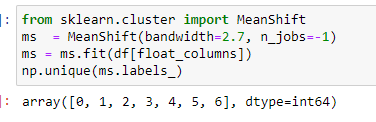 ]: from sklearn.cluster import MeanShift
ms  = MeanShift(bandwidth=2.7, n_jobs=-1)
ms = ms.fit(df[float_columns])
np.unique(ms.labels_)
]: array([0, 1, 2, 3, 4, 5, 6], dtype=int64)